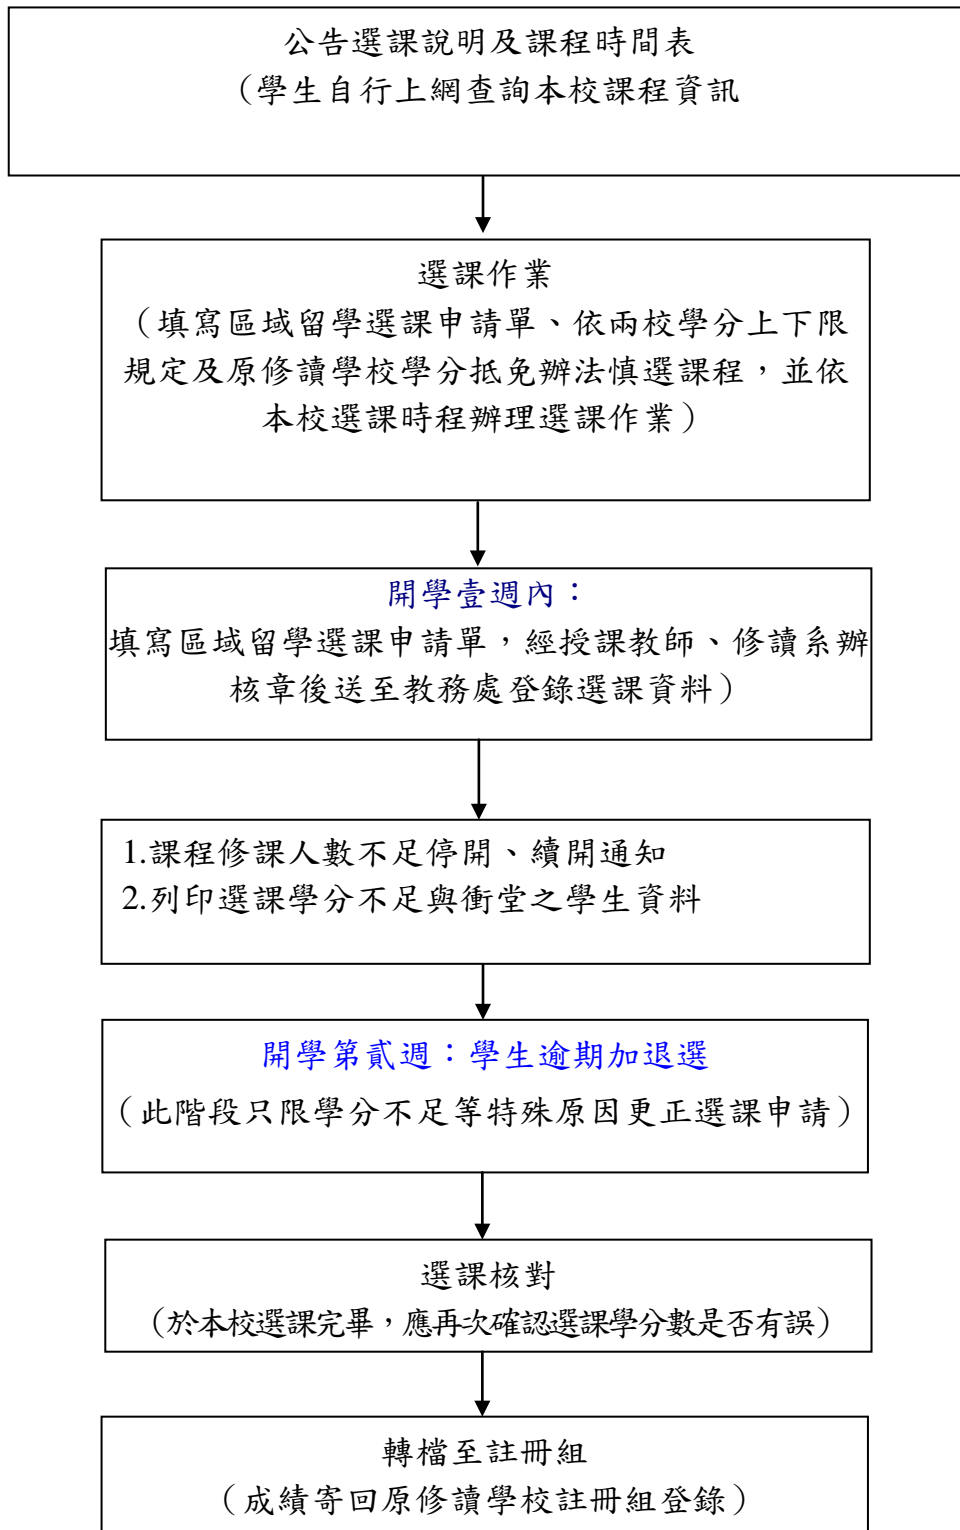 公告選課說明及課程時間表
（學生自行上網查詢本校課程資訊
選課作業
（填寫區域留學選課申請單、依兩校學分上下限
規定及原修讀學校學分抵免辦法慎選課程，並依
本校選課時程辦理選課作業）
開學壹週內：
填寫區域留學選課申請單，經授課教師、修讀系辦
核章後送至教務處登錄選課資料）
1.課程修課人數不足停開、續開通知
2.列印選課學分不足與衝堂之學生資料
開學第貳週：學生逾期加退選
（此階段只限學分不足等特殊原因更正選課申請）
選課核對
（於本校選課完畢，應再次確認選課學分數是否有誤）
轉檔至註冊組
（成績寄回原修讀學校註冊組登錄）